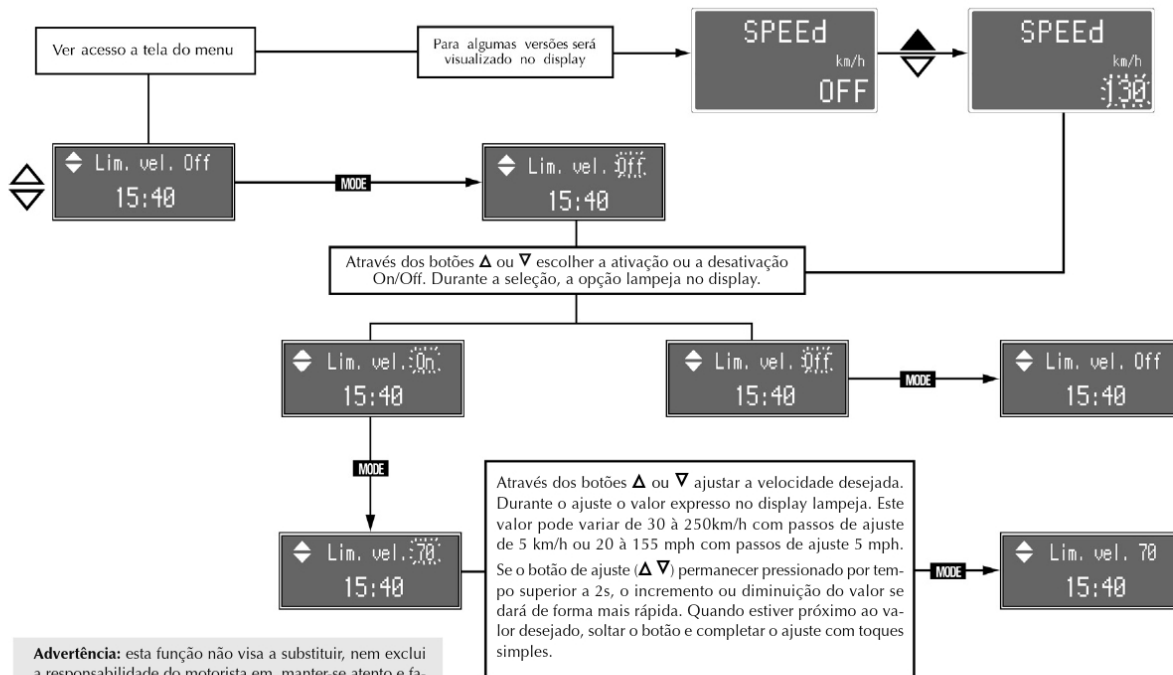 Ver acesso a tela do menu
Para algumas versões será
visualizado no display
SPEEd
km/h
OFF
SPEEd
km/h
130
Lim. vel. Off
15:40
MODE
Lim. vel. Off
15:40
Através dos botões Δ ou ∇ escolher a ativação ou a desativação
On/Off. Durante a seleção, a opção lampeja no display.
Lim. vel. On
15:40
Lim. vel. Off
15:40
MODE
Lim. vel. Off
15:40
MODE
Lim. vel. 70
15:40
Através dos botões Δ ou ∇ ajustar a velocidade desejada.
Durante o ajuste o valor expresso no display lampeja. Este
valor pode variar de 30 à 250km/h com passos de ajuste
de 5 km/h ou 20 à 155 mph com passos de ajuste 5 mph.
Se o botão de ajuste (Δ ∇) permanecer pressionado por tem-
po superior a 2s, o incremento ou diminuição do valor se
dará de forma mais rápida. Quando estiver próximo ao va-
lor desejado, soltar o botão e completar o ajuste com toques
simples.
MODE
Lim. vel. 70
15:40
Advertência: esta função não visa a substituir, nem exclui
a responsabilidade do motorista em manter-se atento e fa-